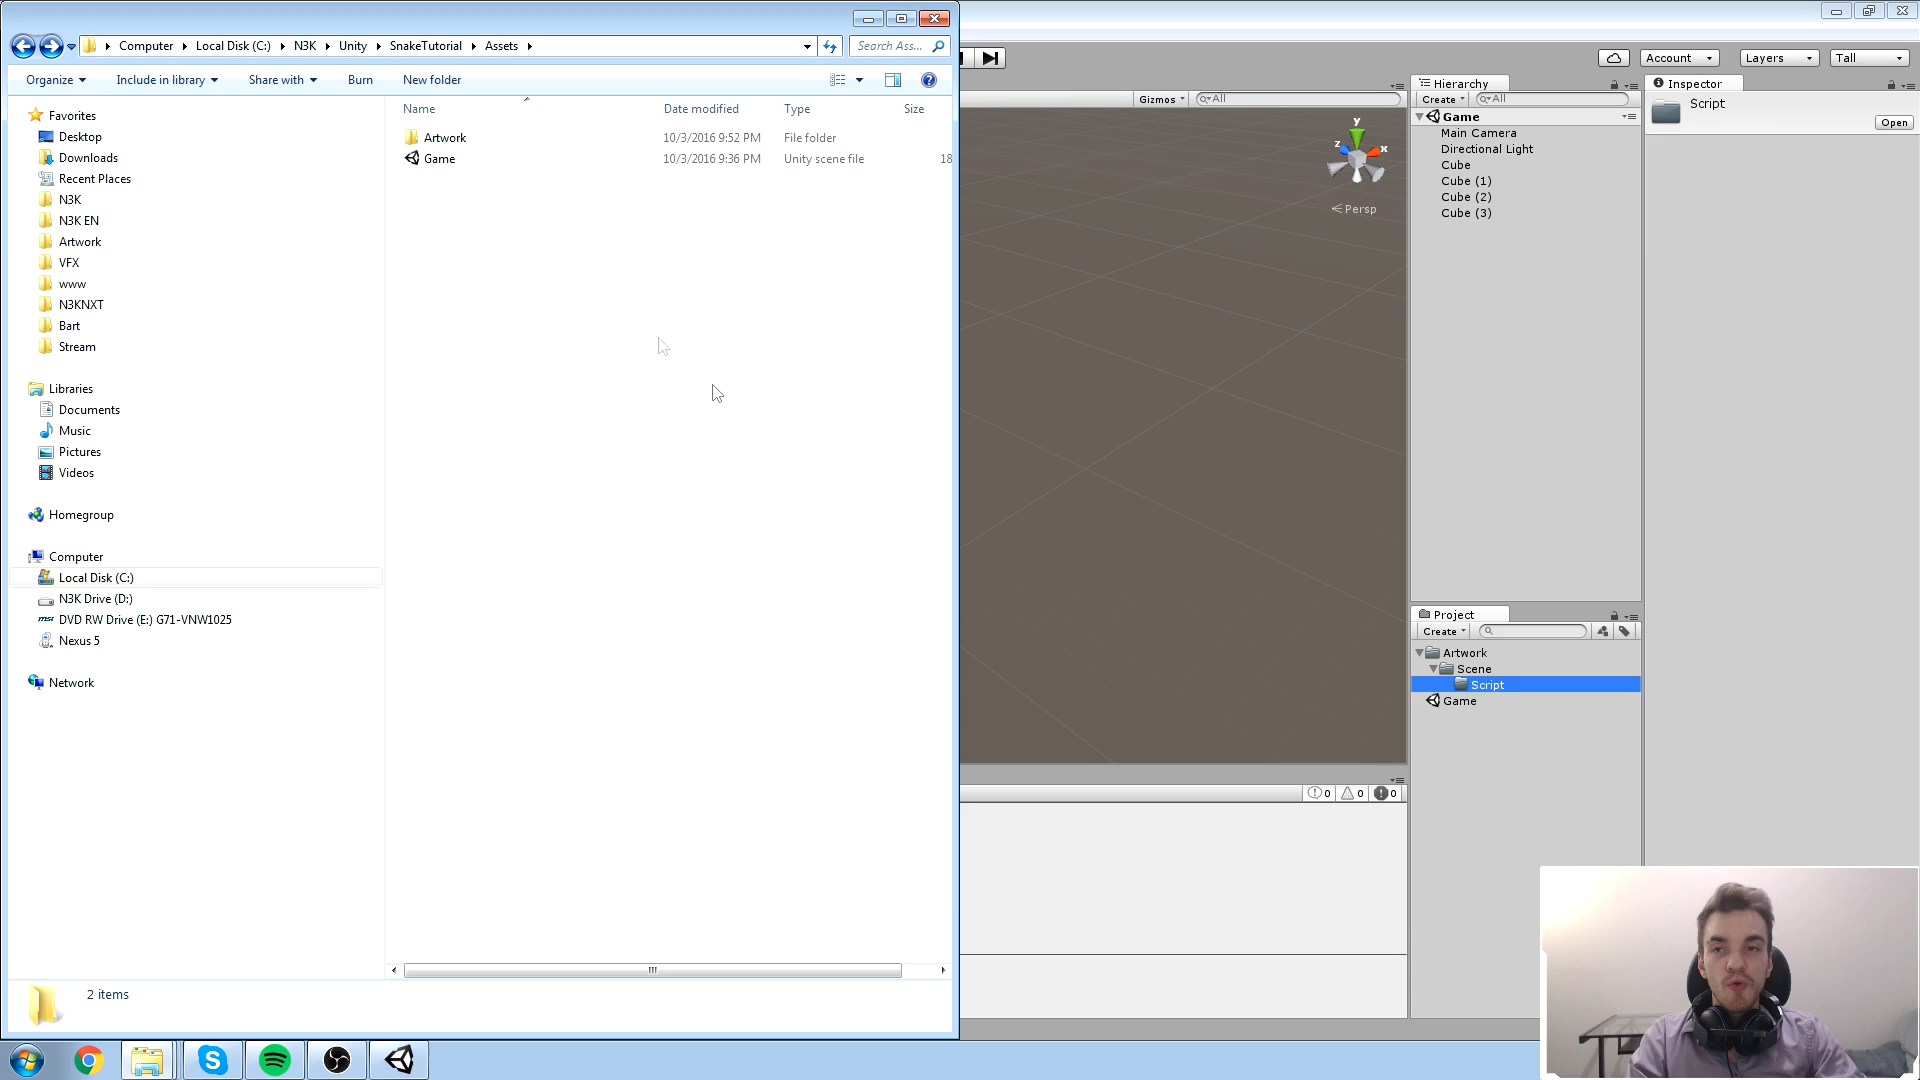 Computer
Local Disk (C:)
N3K
Unity
SnakeTutorial
Assets
Search Ass...
Organize
Include in library
Share with
Burn
New folder
Name
Date modified
Type
Size
Artwork
10/3/2016 9:52 PM
File folder
Game
10/3/2016 9:36 PM
Unity scene file
18
Favorites
Desktop
Downloads
Recent Places
N3K
N3K EN
Artwork
VFX
www
N3KNXT
Bart
Stream
Libraries
Documents
Music
Pictures
Videos
Homegroup
Computer
Local Disk (C:)
N3K Drive (D:)
DVD RW Drive (E:) G71-VNW1025
Nexus 5
Network
2 items
Account
Layers
Tall
Gizmos
All
y
z
x
Persp
0
0
0
Hierarchy
Create
All
Game
Main Camera
Directional Light
Cube
Cube (1)
Cube (2)
Cube (3)
Project
Create
Artwork
Scene
Script
Game
Inspector
Script
Open